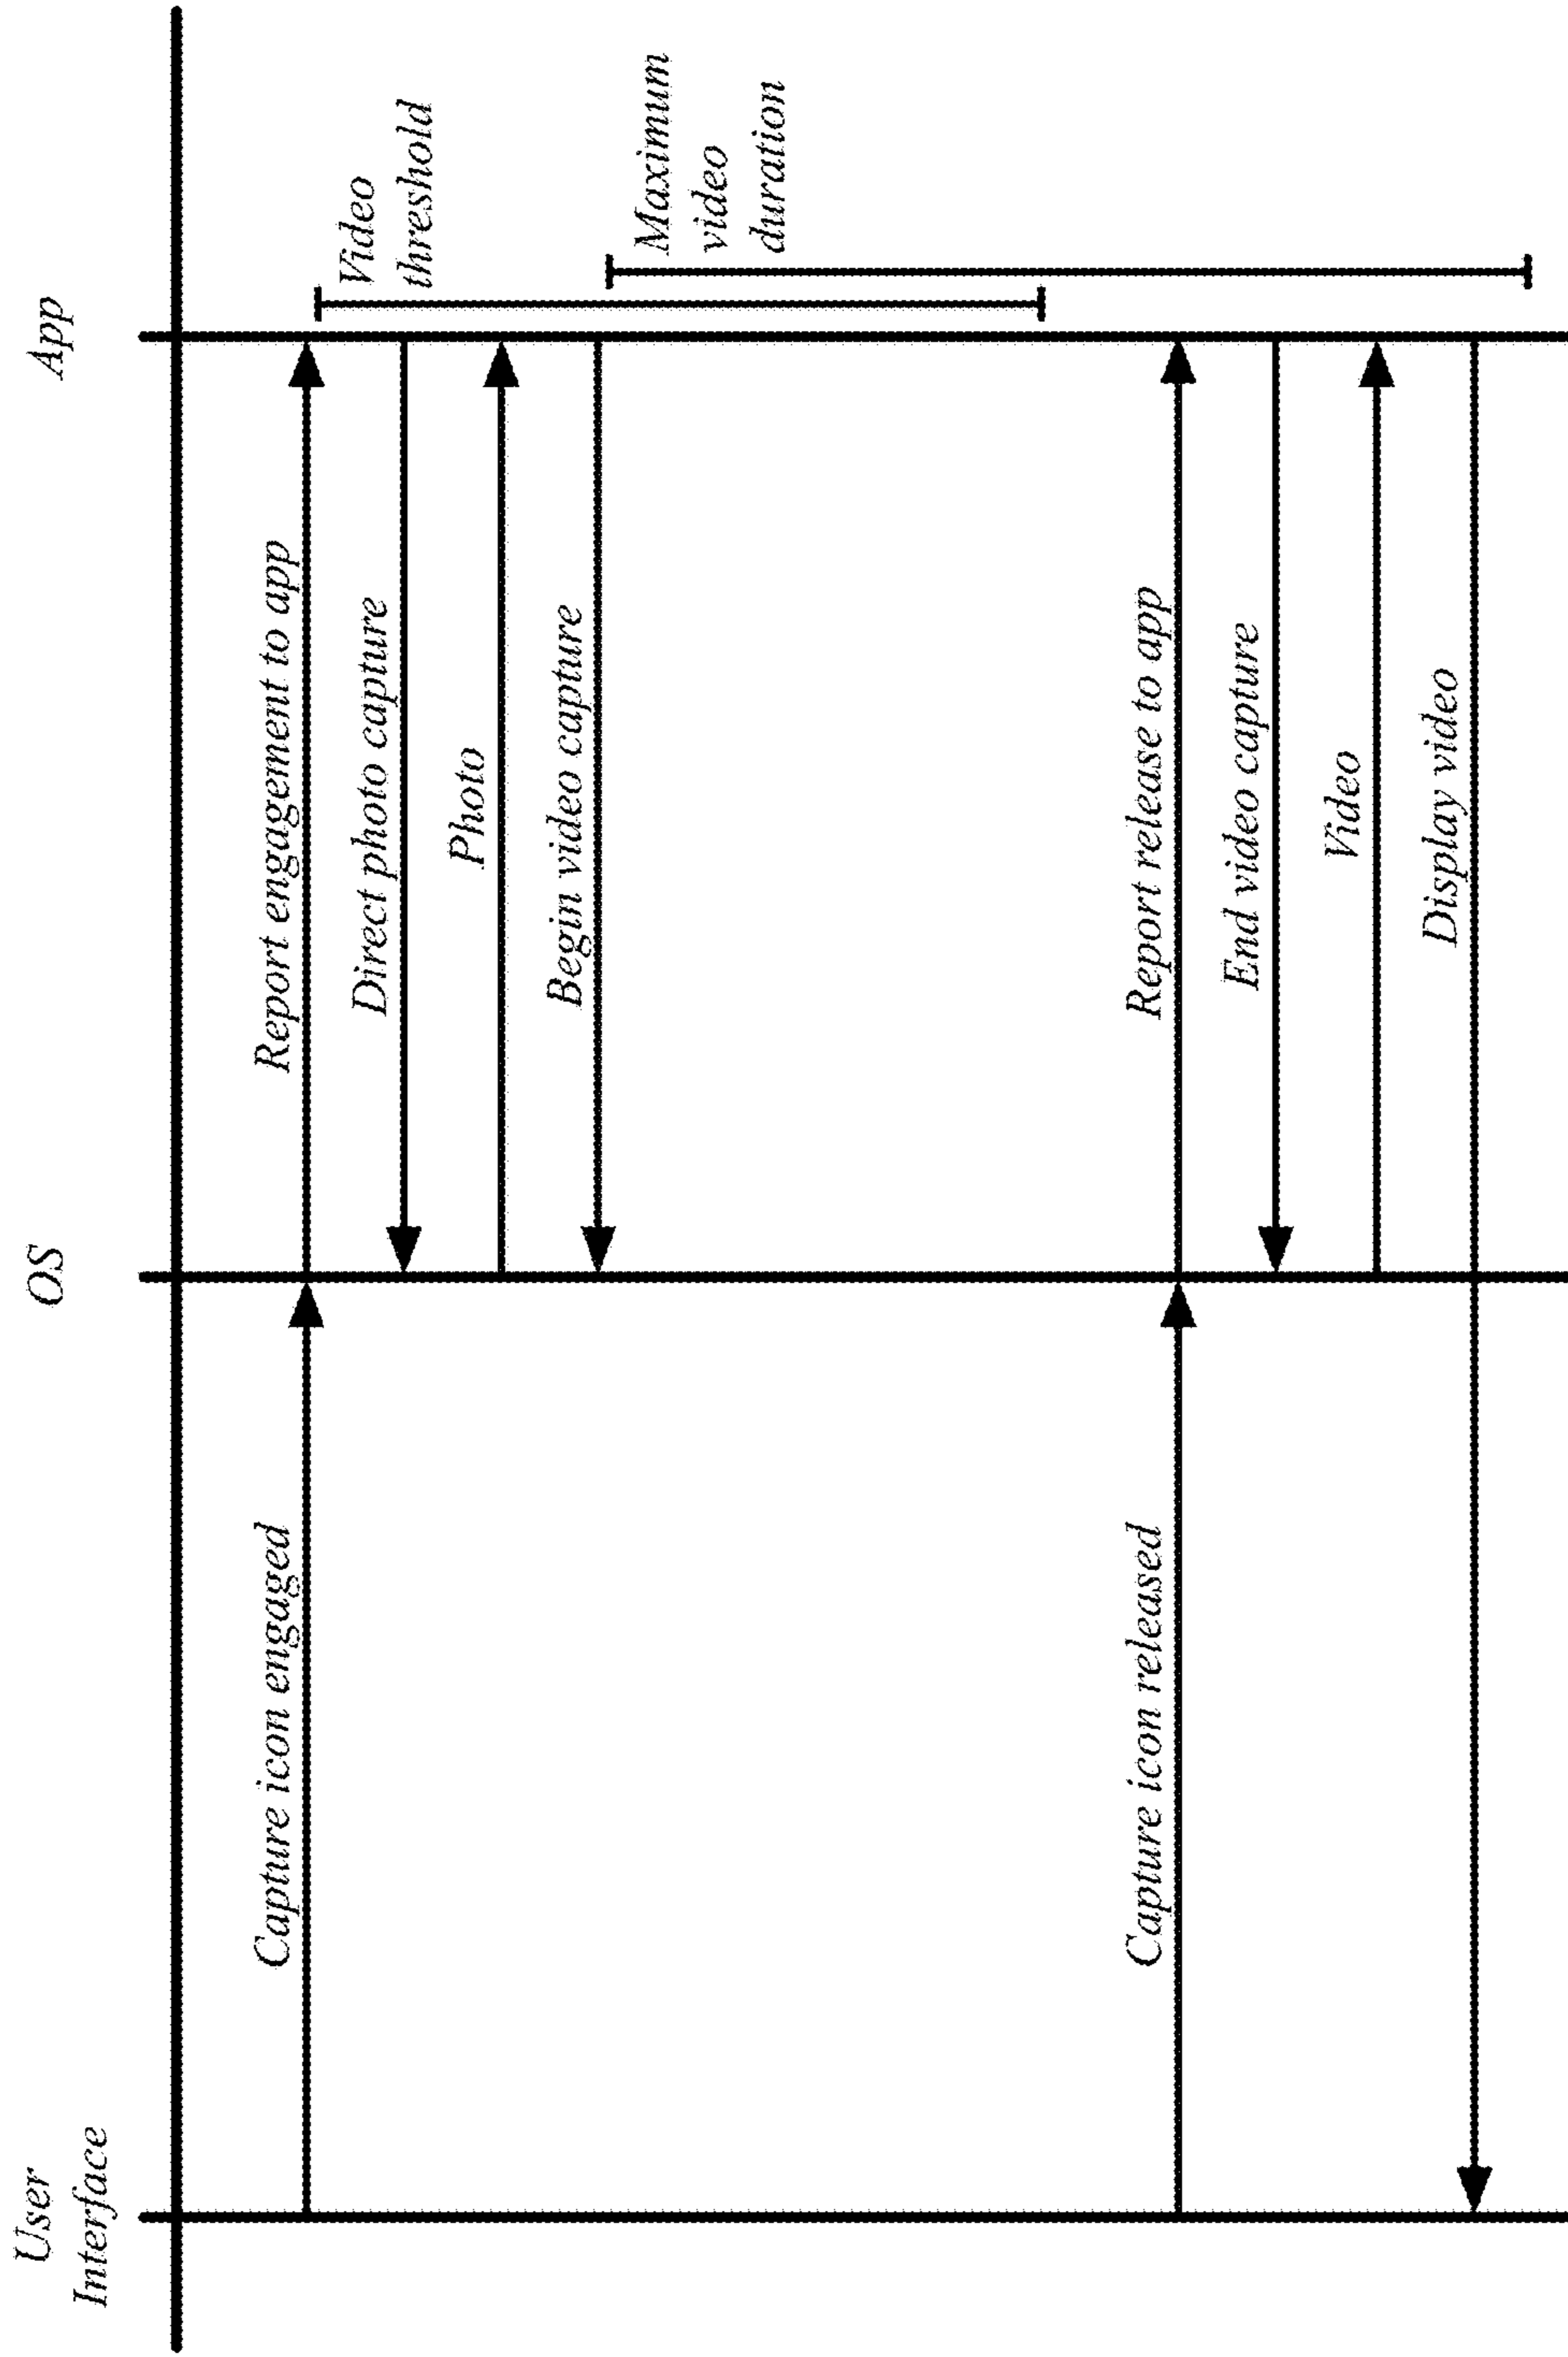 User
Interface
OS
App
Capture icon engaged
Report engagement to app
Video
threshold
Direct photo capture
Photo
Begin video capture
Maximum
video
duration
Capture icon released
Report release to app
End video capture
Video
Display video